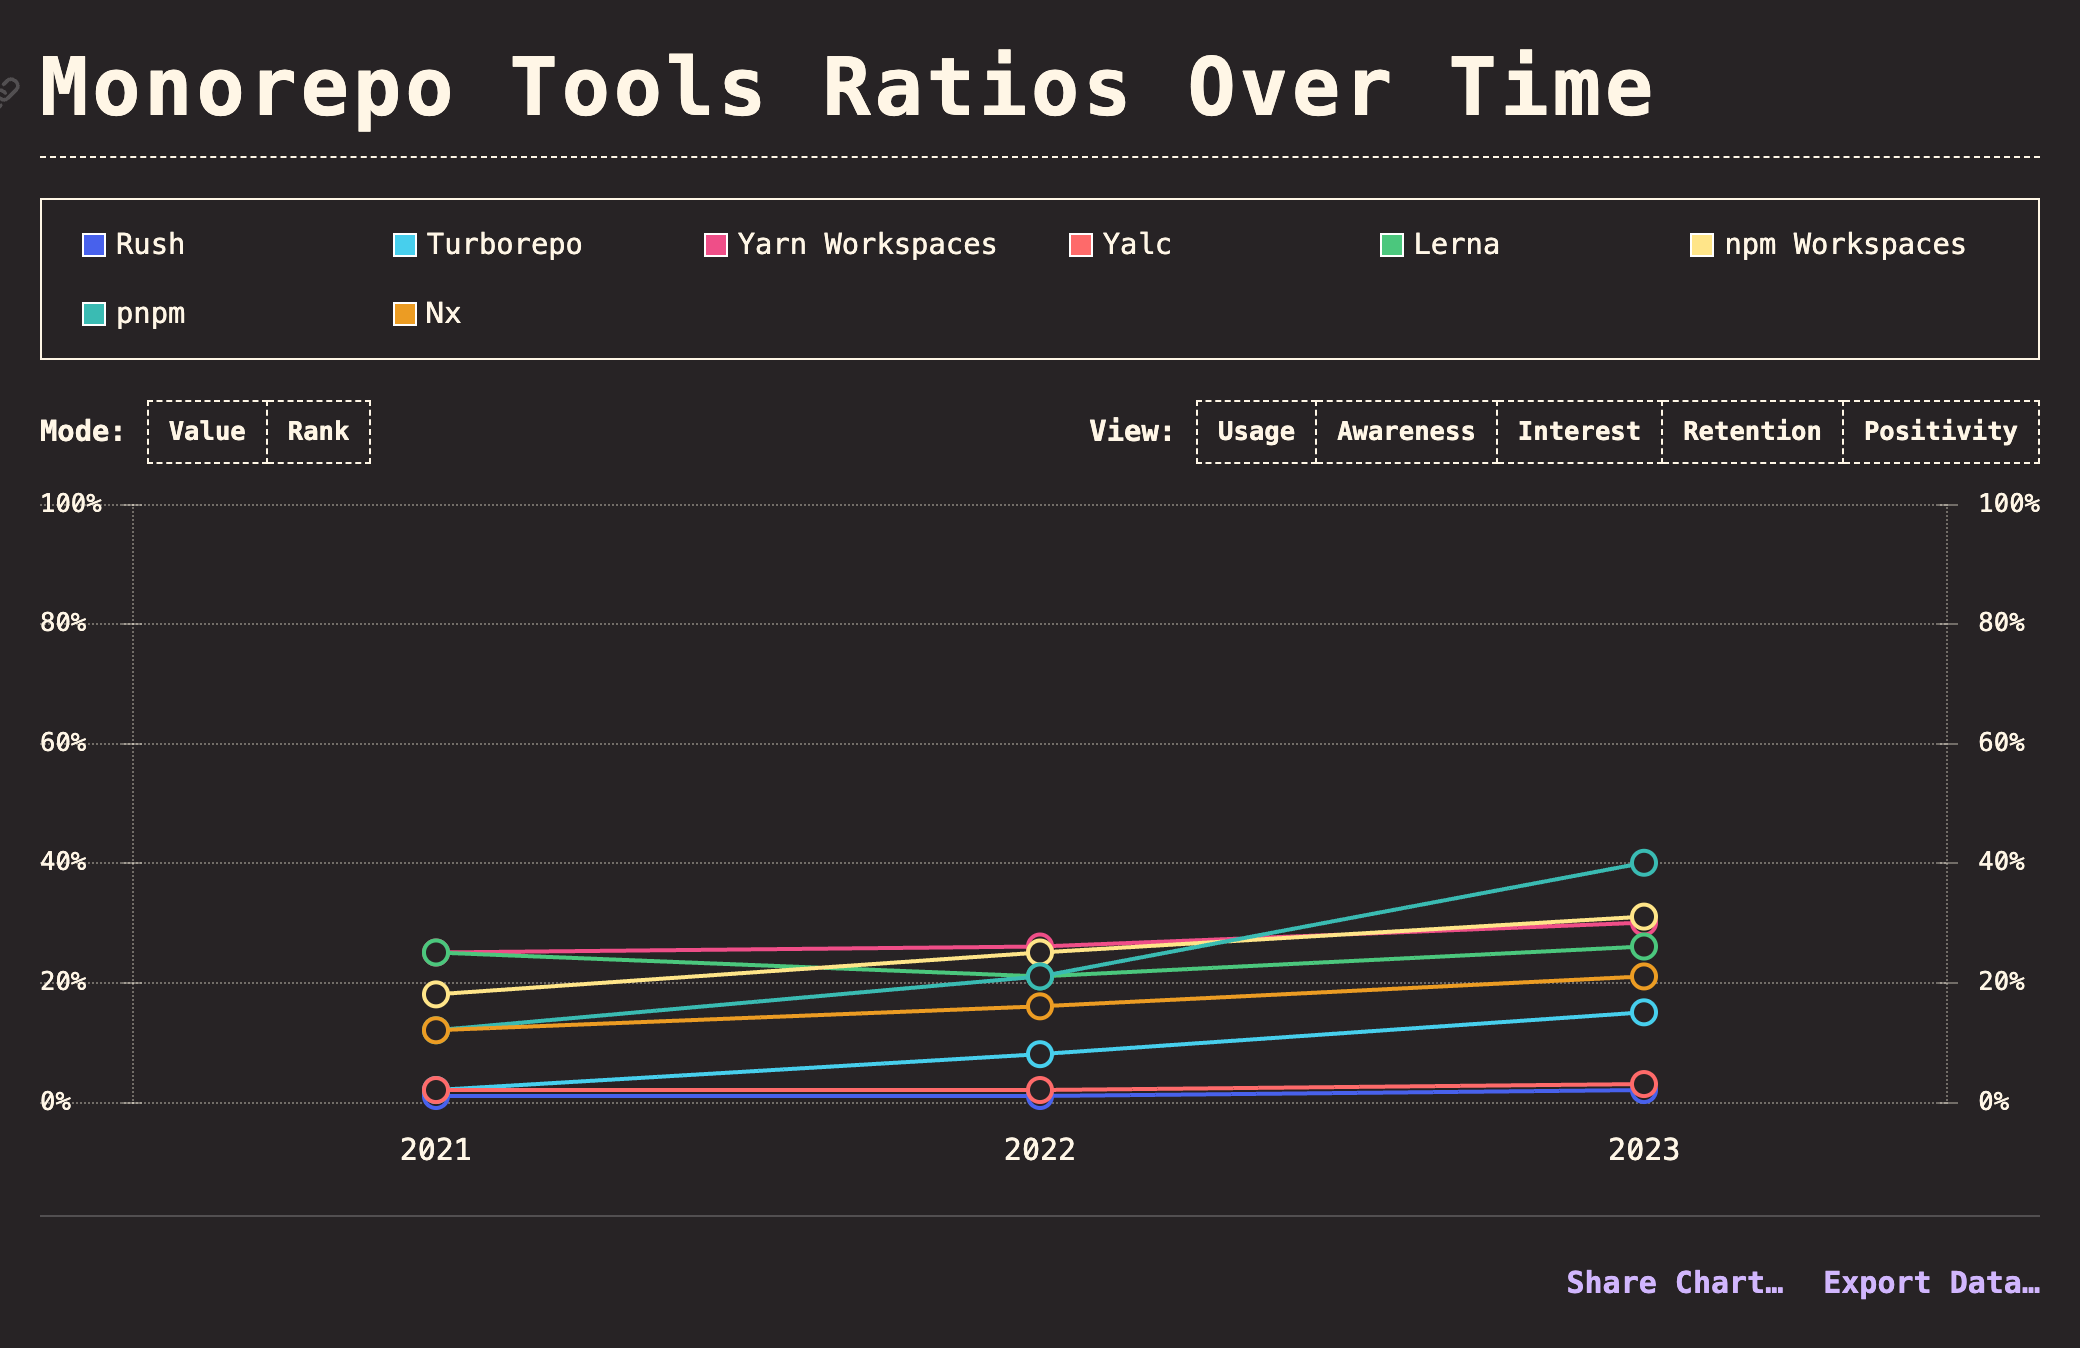 Monorepo Tools Ratios Over Time
Rush Turborepo Yarn Workspaces Yalc Lerna npm Workspaces
pnpm Nx
Mode: Value Rank View: Usage Awareness Interest Retention Positivity
100% 100%
80% 80%
60% 60%
40% 40%
20% 20%
0% 0%
2021 2022 2023
Share Chart… Export Data…